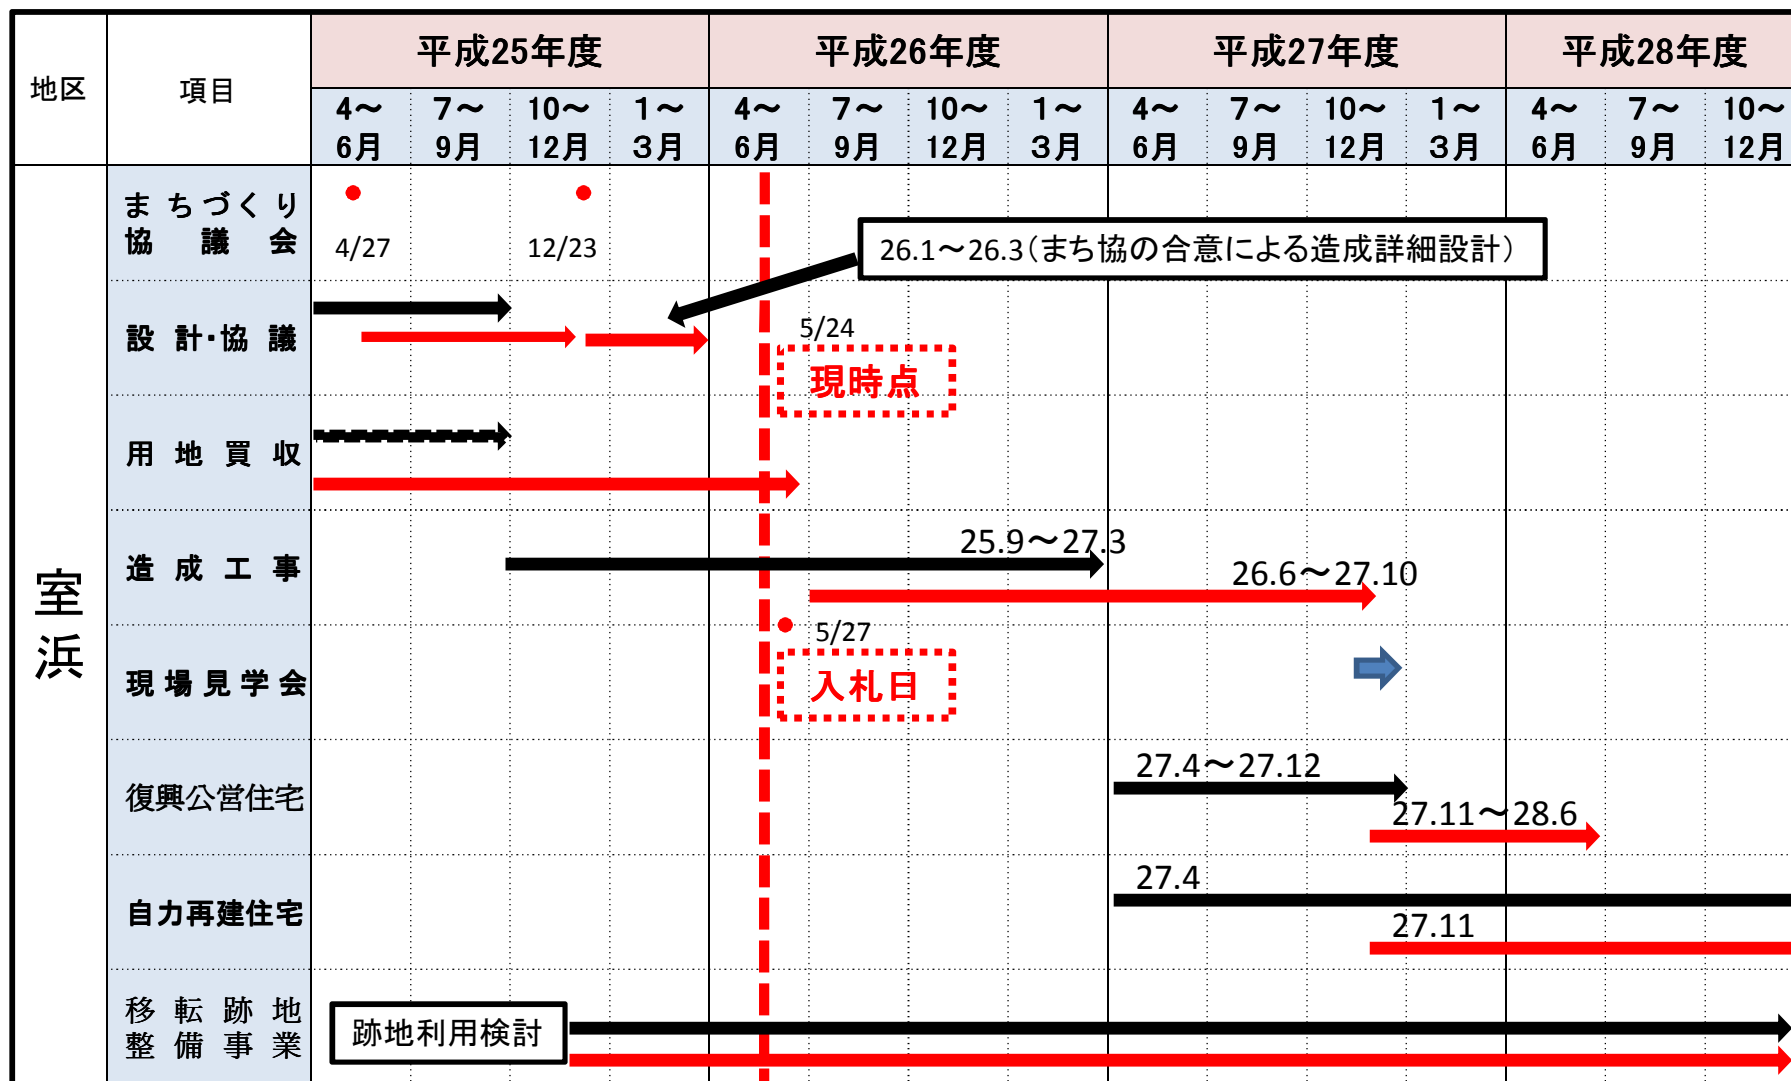 地区
項目
平成25年度
平成26年度
平成27年度
平成28年度
4～
6月
7～
9月
10～
12月
1～
3月
4～
6月
7～
9月
10～
12月
1～
3月
4～
6月
7～
9月
10～
12月
1～
3月
4～
6月
7～
9月
10～
12月
室
浜
まちづくり
協議会
4/27
12/23
26.1～26.3（まち協の合意による造成詳細設計）
設計・協議
5/24
現時点
用地買収
造成工事
25.9～27.3
26.6～27.10
現場見学会
5/27
入札日
復興公営住宅
27.4～27.12
27.11～28.6
自力再建住宅
27.4
27.11
移転跡地
整備事業
跡地利用検討